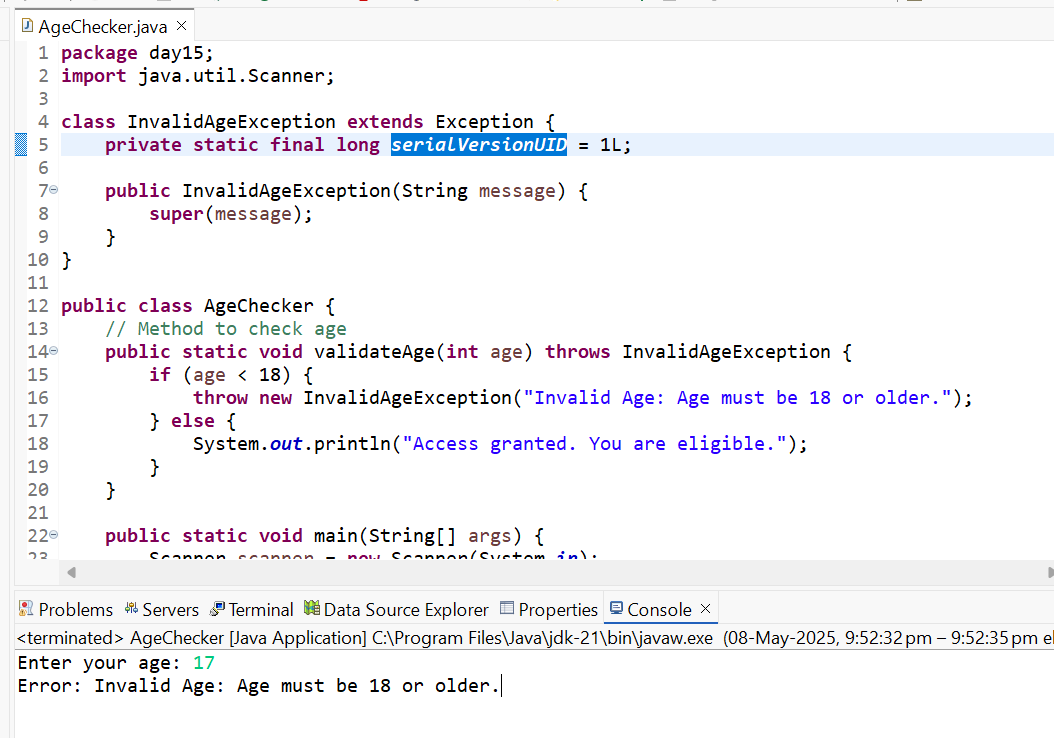 AgeChecker.java
1 package day15;
2 import java.util.Scanner;
3
4 class InvalidAgeException extends Exception {
5     private static final long serialVersionUID = 1L;
6
7     public InvalidAgeException(String message) {
8         super(message);
9     }
10 }
11
12 public class AgeChecker {
13     // Method to check age
14     public static void validateAge(int age) throws InvalidAgeException {
15         if (age < 18) {
16             throw new InvalidAgeException("Invalid Age: Age must be 18 or older.");
17         } else {
18             System.out.println("Access granted. You are eligible.");
19         }
20     }
21
22     public static void main(String[] args) {
23         Scanner scanner = new Scanner(System.in);
Problems Servers Terminal Data Source Explorer Properties Console
<terminated> AgeChecker [Java Application] C:\Program Files\Java\jdk-21\bin\javaw.exe (08-May-2025, 9:52:32 pm – 9:52:35 pm
Enter your age: 17
Error: Invalid Age: Age must be 18 or older.